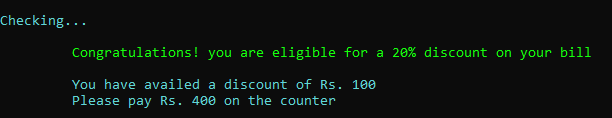 Checking...
Congratulations! you are eligible for a 20% discount on your bill
You have availed a discount of Rs. 100
Please pay Rs. 400 on the counter